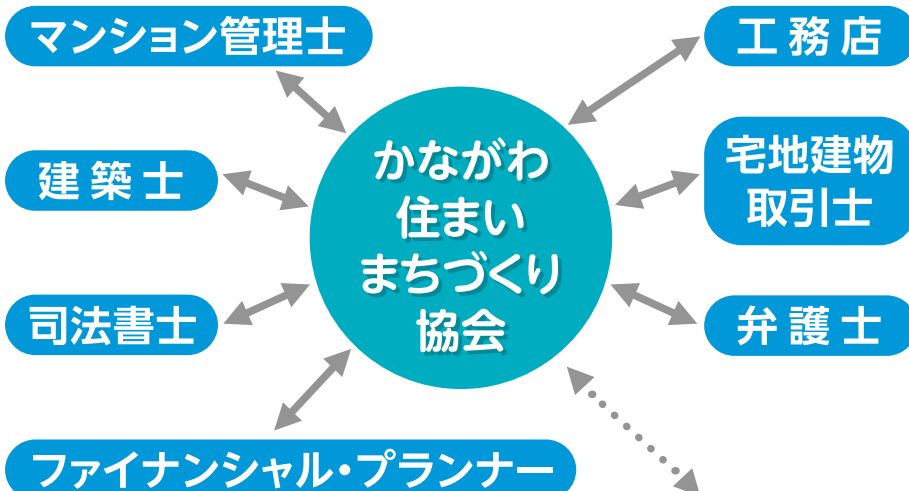 マンション管理士
工務店
かながわ
住まい
まちづくり
協会
建築士
宅地建物
取引士
司法書士
弁護士
ファイナンシャル・プランナー